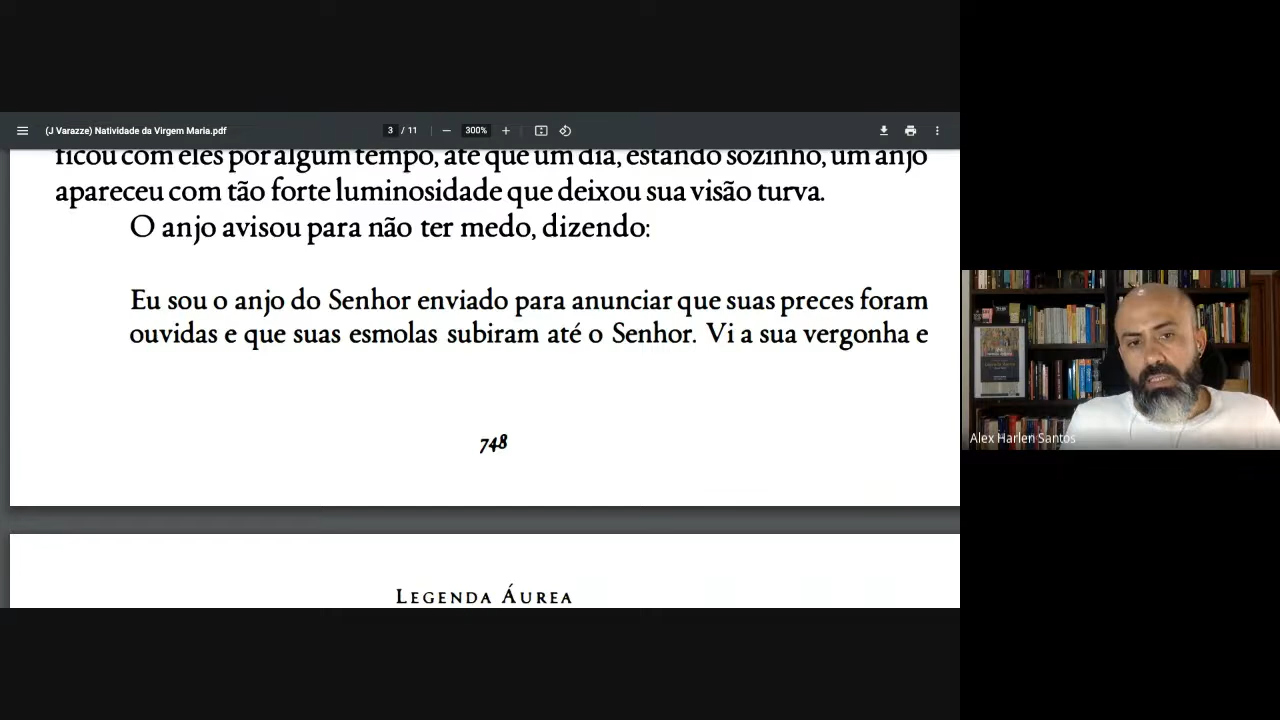 (J Varazze) Natividade da Virgem Maria.pdf
3 / 11
300%
ficou com eles por algum tempo, até que um dia, estando sozinho, um anjo
apareceu com tão forte luminosidade que deixou sua visão turva.
O anjo avisou para não ter medo, dizendo:
Eu sou o anjo do Senhor enviado para anunciar que suas preces foram
ouvidas e que suas esmolas subiram até o Senhor. Vi a sua vergonha e
748
LEGENDA ÁUREA
Alex Harlen Santos